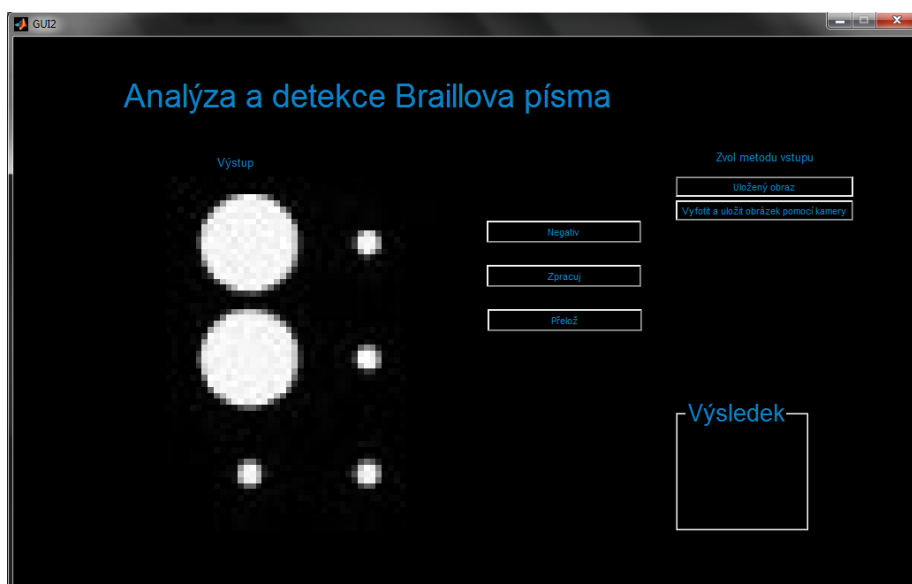 GUI2
Analýza a detekce Braillova písma
Výstup
Zvol metodu vstupu
Uložený obraz
Vyfotit a uložit obrázek pomocí kamery
Negativ
Zpracuj
Přelož
Výsledek